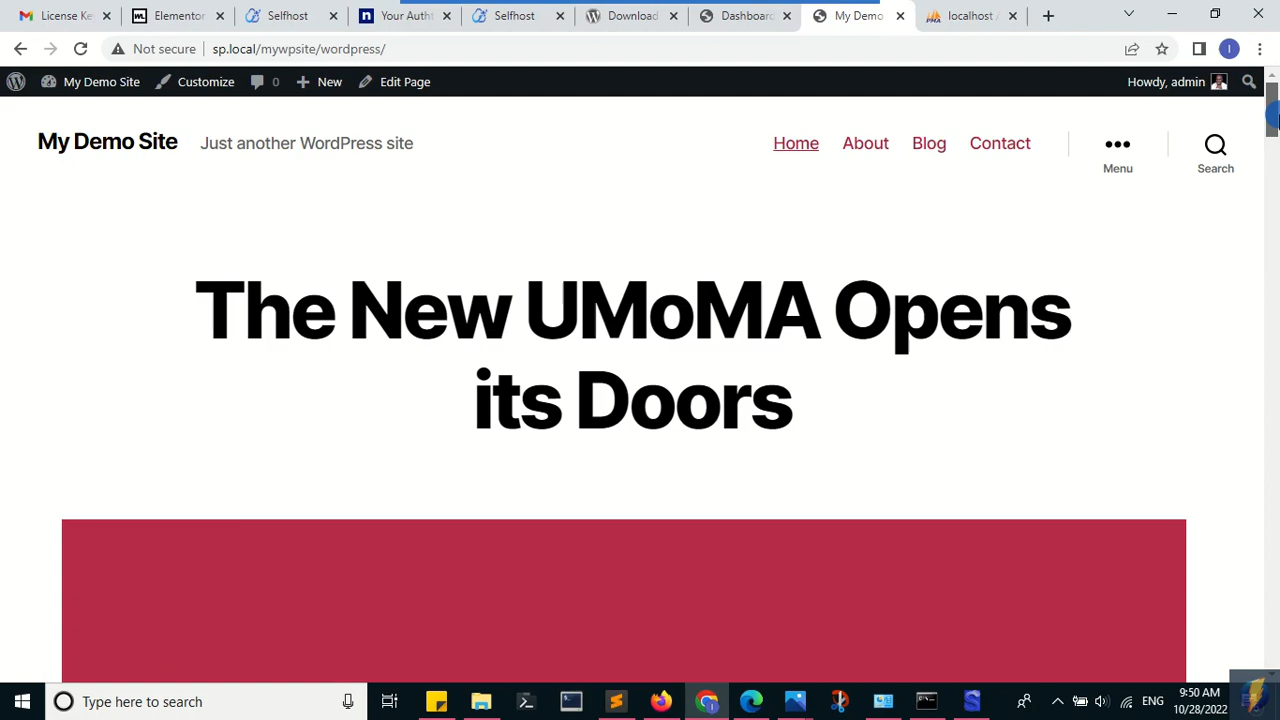 License Ke
Elementor
Selfhost
Your Auth
Selfhost
Download
Dashboard
My Demo
localhost /
Not secure
sp.local/mywpsite/wordpress/
My Demo Site
Customize
0
New
Edit Page
Howdy, admin
My Demo Site
Just another WordPress site
Home
About
Blog
Contact
Menu
Search
The New UMoMA Opens
its Doors
Type here to search
ENG
9:50 AM
10/28/2022